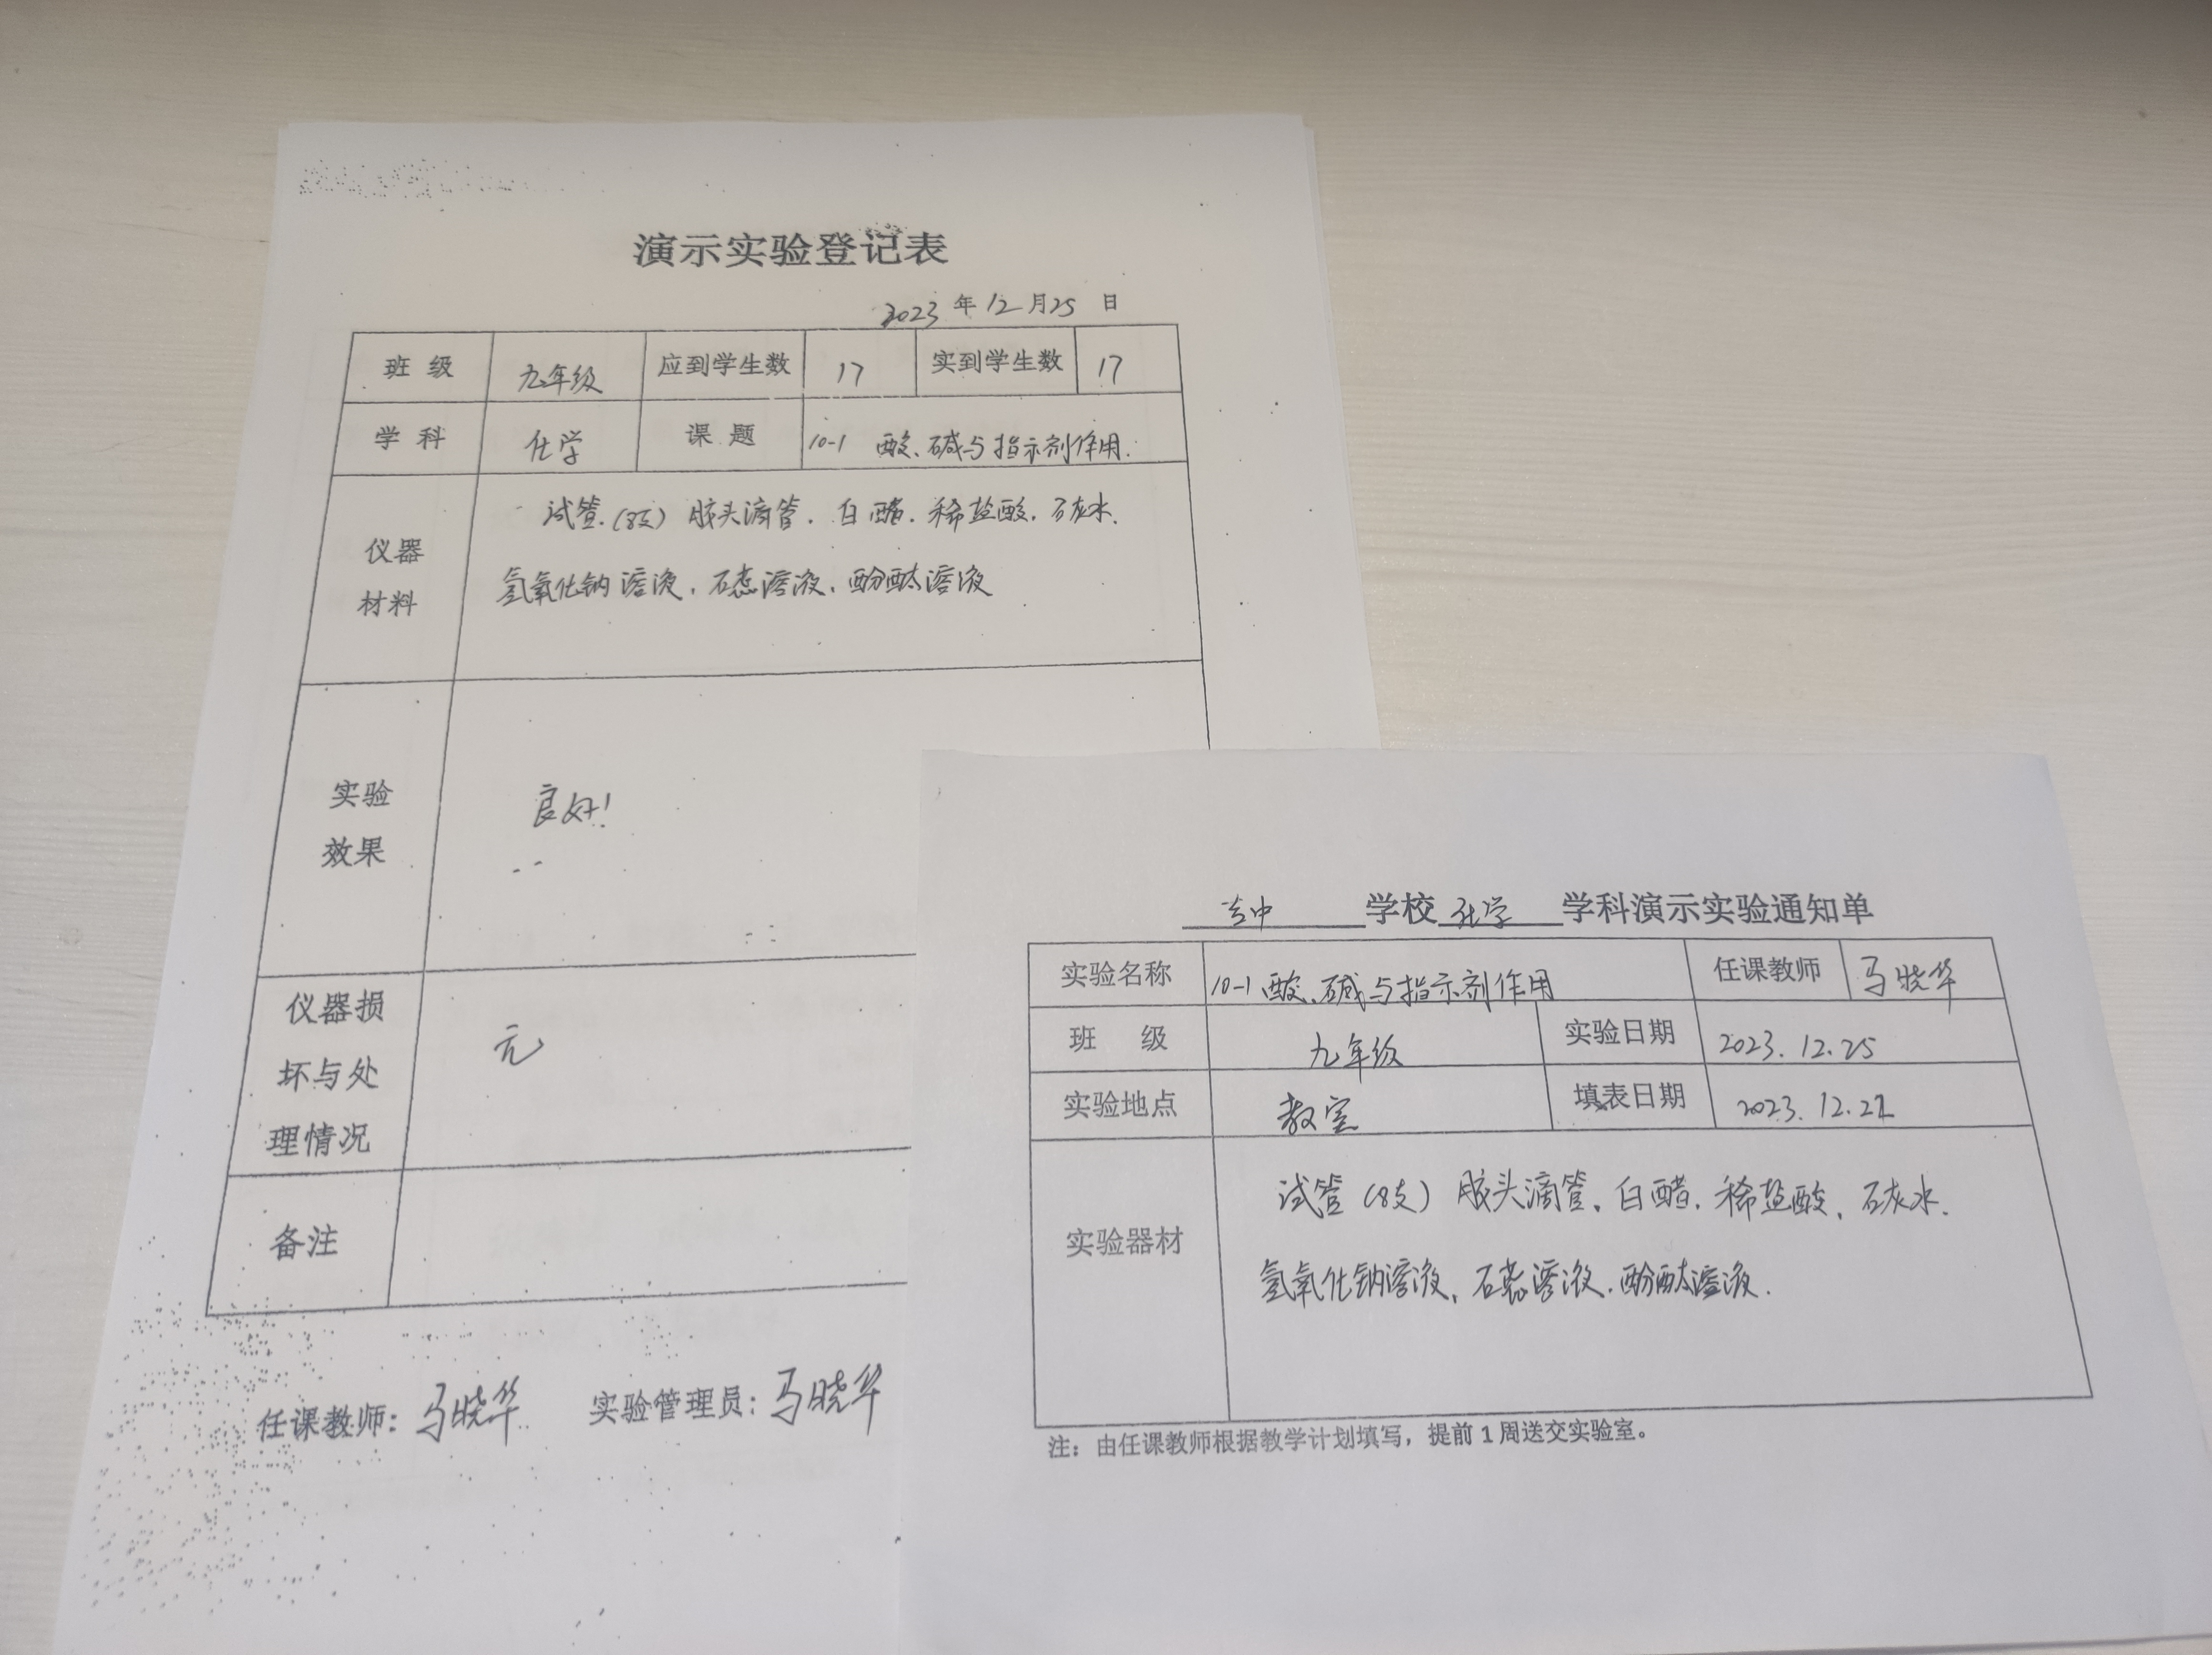 演示实验登记表
2023 年 12 月 25 日
班 级 九年级 应到学生数 17 实到学生数 17
学 科 化学 课 题 10-1 酸、碱与指示剂作用.
仪器
材料
试管.(8支) 胶头滴管. 白醋. 稀盐酸. 石灰水.
氢氧化钠溶液. 石蕊溶液. 酚酞溶液
实验
效果
良好!
仪器损
坏与处
理情况
无
备注
任课教师: 马晓华 实验管理员: 马晓华
学校 化学 学科演示实验通知单
实验名称 10-1 酸、碱与指示剂作用 任课教师 马晓华
班 级 九年级 实验日期 2023.12.25
实验地点 教室 填表日期 2023.12.21
实验器材
试管(8支) 胶头滴管. 白醋. 稀盐酸. 石灰水.
氢氧化钠溶液. 石蕊溶液. 酚酞溶液.
注: 由任课教师根据教学计划填写, 提前 1 周送交实验室。